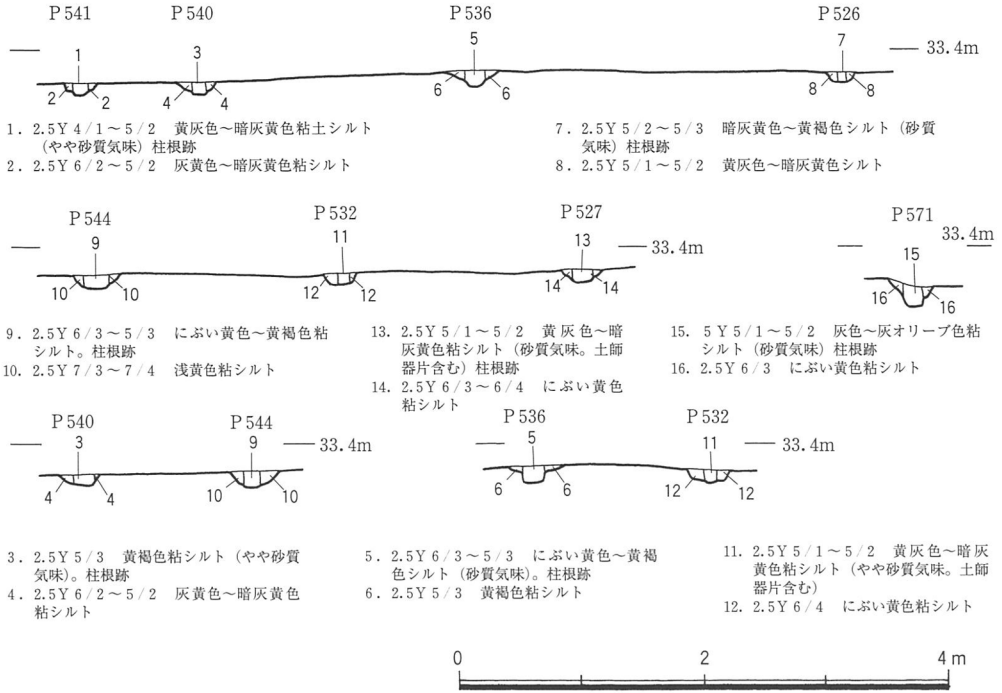 P541 P540 P536 P526
1 3 5 7 33.4m
2 2 4 4 6 6 8 8
1. 2.5Y 4/1～5/2 黄灰色～暗灰黄色粘土シルト
（やや砂質気味）柱根跡
2. 2.5Y 6/2～5/2 灰黄色～暗灰黄色粘シルト
7. 2.5Y 5/2～5/3 暗灰黄色～黄褐色シルト（砂質
気味）柱根跡
8. 2.5Y 5/1～5/2 黄灰色～暗灰黄色シルト
P544 P532 P527 P571
9 11 13 33.4m 15 33.4m
10 10 12 12 14 14 16 16
9. 2.5Y 6/3～5/3 にぶい黄色～黄褐色粘
シルト。柱根跡
10. 2.5Y 7/3～7/4 浅黄色粘シルト
13. 2.5Y 5/1～5/2 黄灰色～暗
灰黄色粘シルト（砂質気味。土師
器片含む）柱根跡
14. 2.5Y 6/3～6/4 にぶい黄色
粘シルト
15. 5Y 5/1～5/2 灰色～灰オリーブ色粘
シルト（砂質気味）柱根跡
16. 2.5Y 6/3 にぶい黄色粘シルト
P540 P544 P536 P532
3 9 33.4m 5 11 33.4m
4 4 10 10 6 6 12 12
3. 2.5Y 5/3 黄褐色粘シルト（やや砂質
気味）。柱根跡
4. 2.5Y 6/2～5/2 灰黄色～暗灰黄色
粘シルト
5. 2.5Y 6/3～5/3 にぶい黄色～黄褐
色シルト（砂質気味）。柱根跡
6. 2.5Y 5/3 黄褐色粘シルト
11. 2.5Y 5/1～5/2 黄灰色～暗灰
黄色粘シルト（やや砂質気味。土師
器片含む）
12. 2.5Y 6/4 にぶい黄色粘シルト
0 2 4m